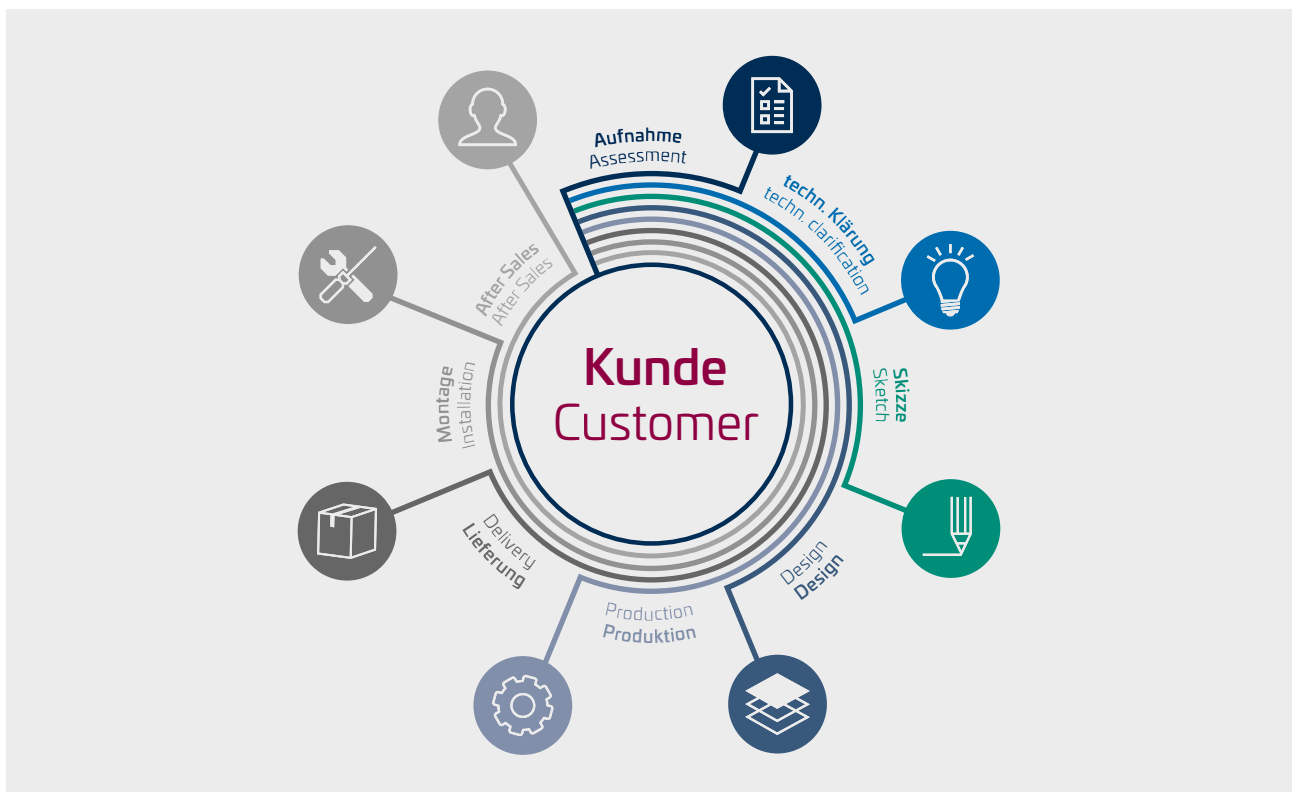 Aufnahme
Assessment
techn. Klärung
techn. clarification
Skizze
Sketch
Design
Design
Production
Produktion
Delivery
Lieferung
Montage
Installation
After Sales
After Sales
Kunde
Customer